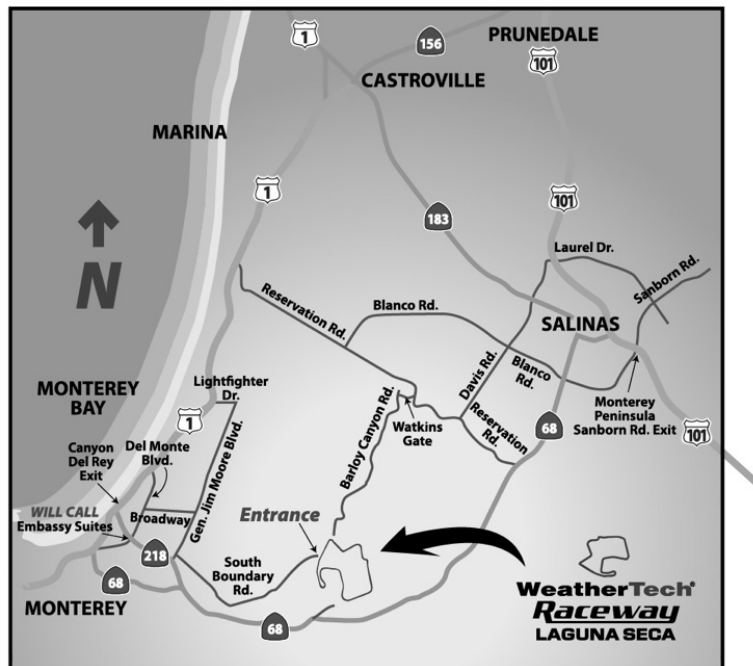 1
156
PRUNEDALE
101
CASTROVILLE
MARINA
1
101
183
N
Laurel Dr.
Sanborn Rd.
Reservation Rd.
Blanco Rd.
SALINAS
Davis Rd.
Blanco
Rd.
MONTEREY
BAY
Lightfighter
Dr.
1
Monterey
Peninsula
Sanborn Rd. Exit
101
Watkins
Gate
Reservation
Rd.
68
Barloy Canyon Rd.
Gen. Jim Moore Blvd.
Canyon
Del Rey
Exit
Del Monte
Blvd.
WILL CALL
Embassy Suites
Broadway
Entrance
218
South
Boundary
Rd.
68
MONTEREY
68
WeatherTech®
Raceway
LAGUNA SECA